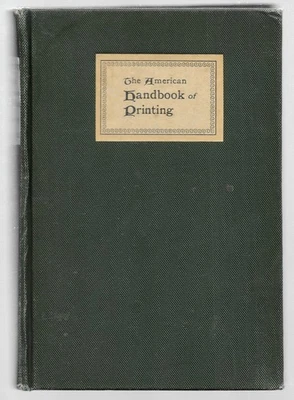 The American
Handbook of
Printing